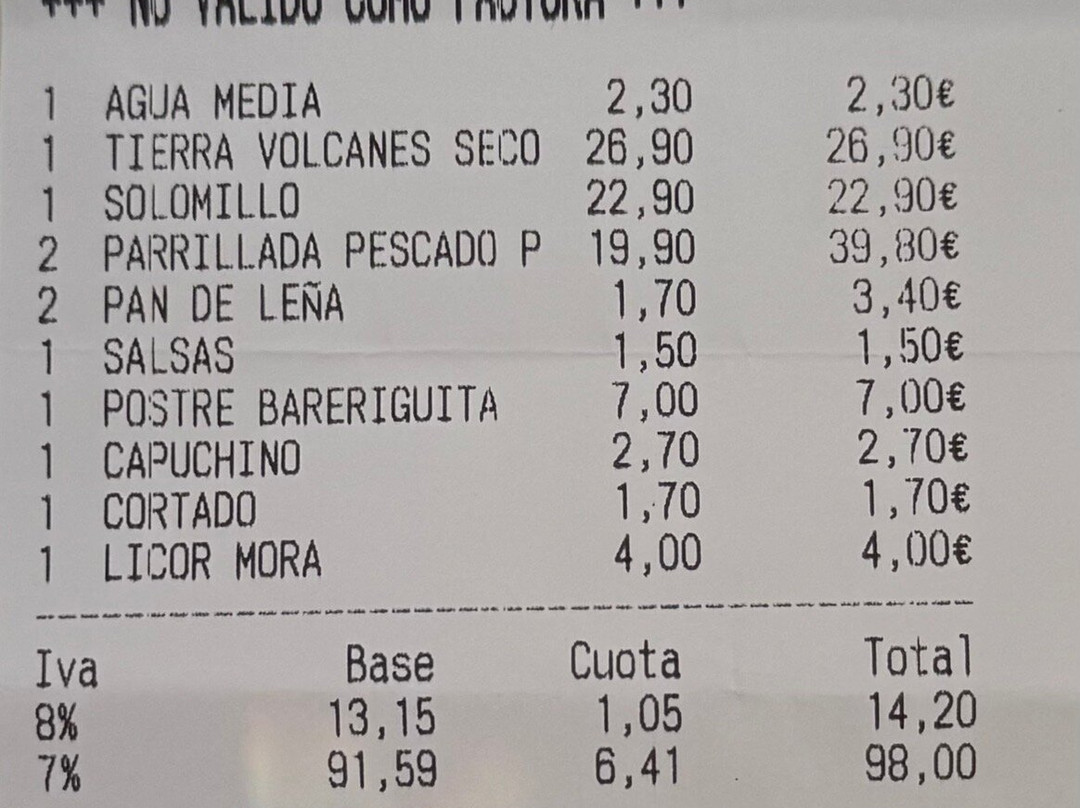 *** NO VALIDO COMO FACTURA ***
1 AGUA MEDIA 2,30 2,30€
1 TIERRA VOLCANES SECO 26,90 26,90€
1 SOLOMILLO 22,90 22,90€
2 PARRILLADA PESCADO P 19,90 39,80€
2 PAN DE LEÑA 1,70 3,40€
1 SALSAS 1,50 1,50€
1 POSTRE BARERIGUITA 7,00 7,00€
1 CAPUCHINO 2,70 2,70€
1 CORTADO 1,70 1,70€
1 LICOR MORA 4,00 4,00€
Iva Base Cuota Total
8% 13,15 1,05 14,20
7% 91,59 6,41 98,00